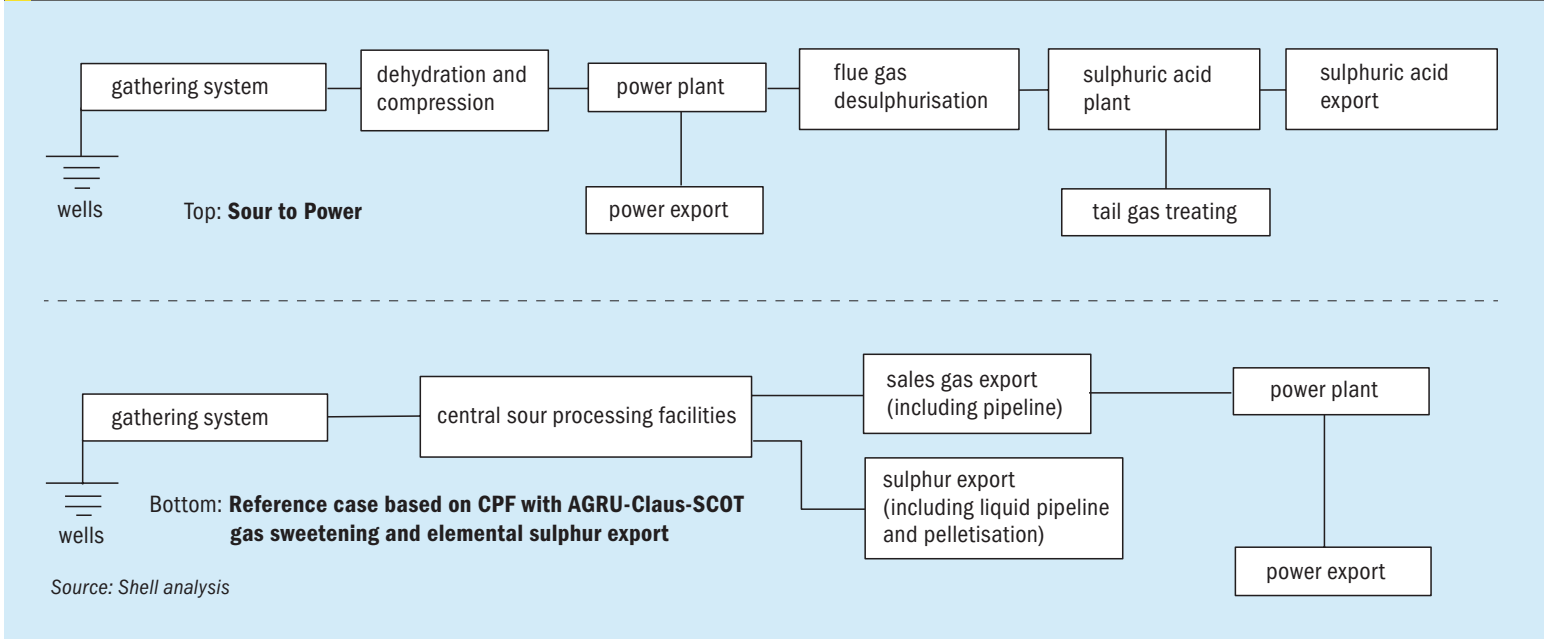 gathering system
dehydration and
compression
power plant
flue gas
desulphurisation
sulphuric acid
plant
sulphuric acid
export
wells
Top: Sour to Power
power export
tail gas treating
gathering system
central sour processing facilities
sales gas export
(including pipeline)
power plant
wells
Bottom: Reference case based on CPF with AGRU-Claus-SCOT
gas sweetening and elemental sulphur export
sulphur export
(including liquid pipeline
and pelletisation)
power export
Source: Shell analysis